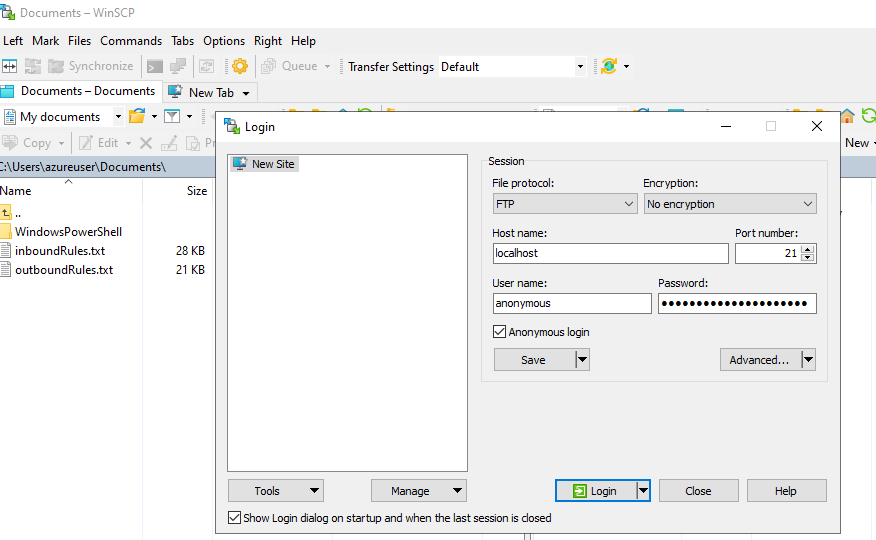 Documents – WinSCP
Left Mark Files Commands Tabs Options Right Help
Synchronize Queue Transfer Settings Default
Documents – Documents New Tab
My documents
Copy Edit New
C:\Users\azureuser\Documents\
Name Size
..
WindowsPowerShell
inboundRules.txt 28 KB
outboundRules.txt 21 KB
Login
New Site
Session
File protocol: Encryption:
FTP No encryption
Host name: Port number:
localhost 21
User name: Password:
anonymous ●●●●●●●●●●●●●●●●●●●●●
Anonymous login
Save Advanced...
Tools Manage Login Close Help
Show Login dialog on startup and when the last session is closed